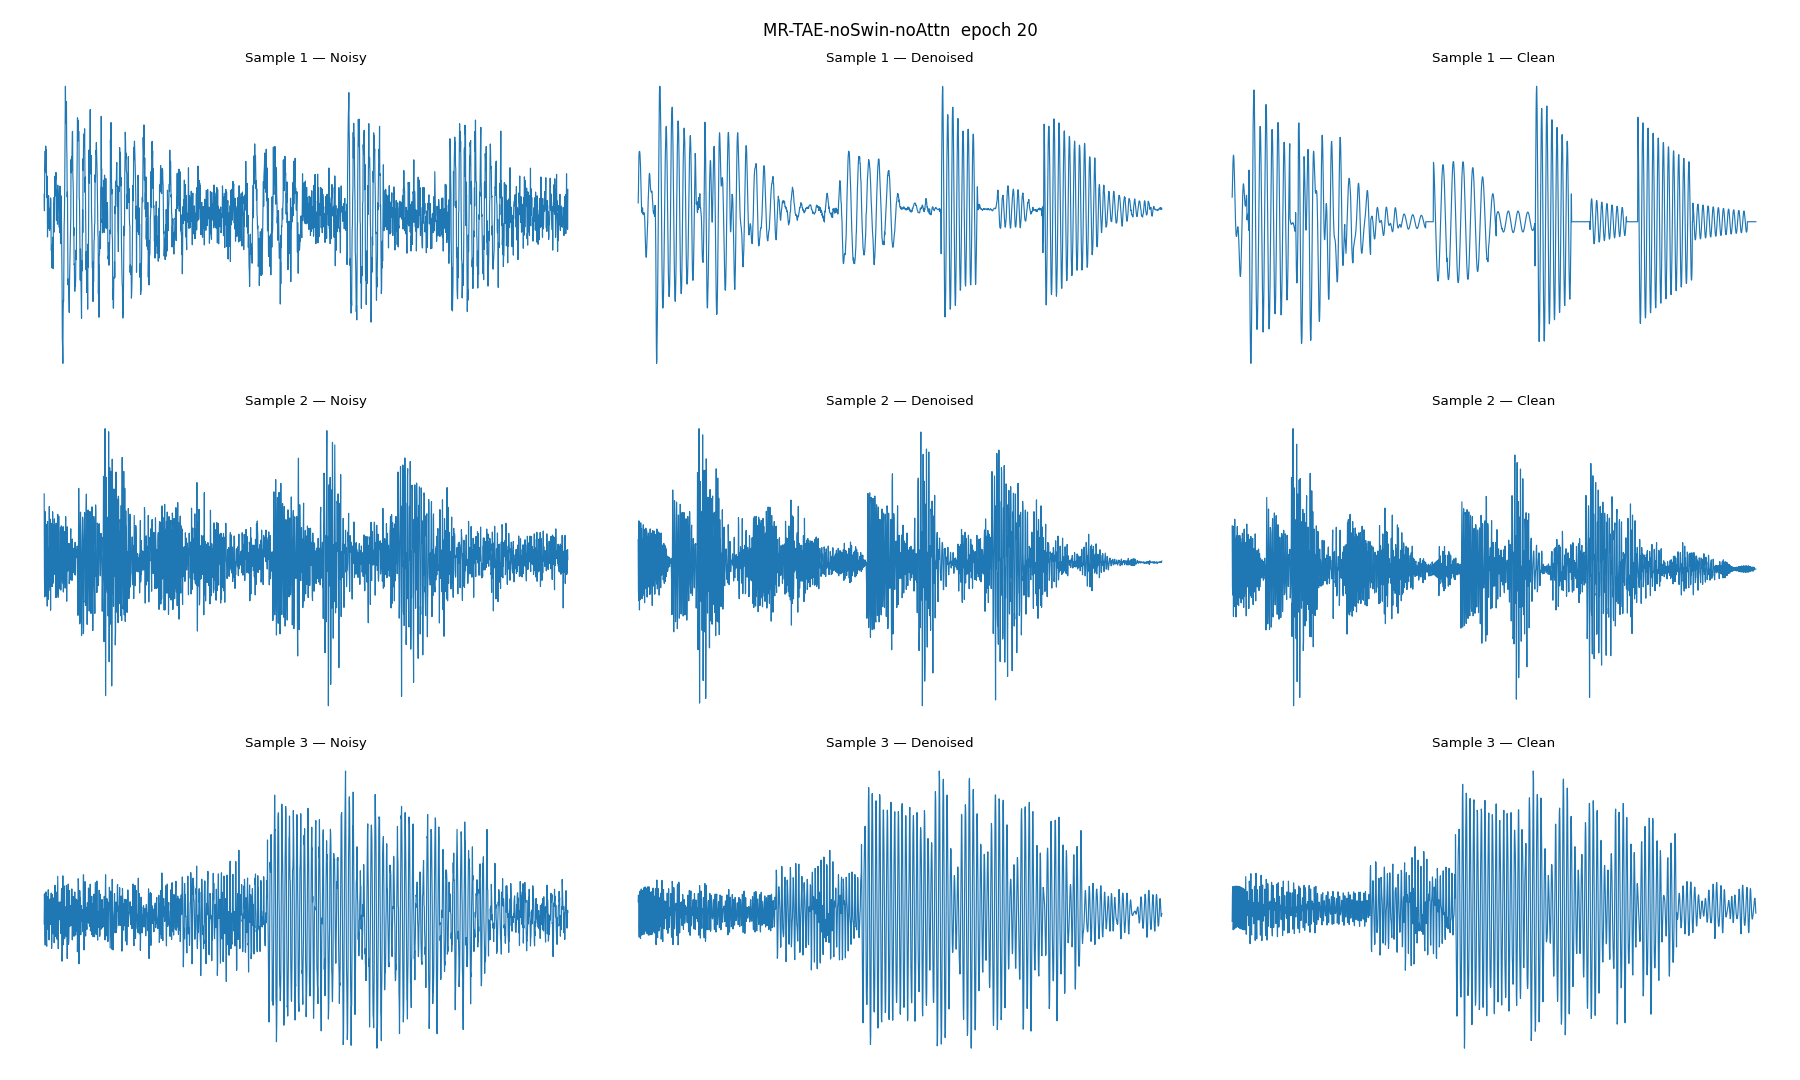 MR-TAE-noSwin-noAttn  epoch 20
Sample 1 — Noisy
Sample 1 — Denoised
Sample 1 — Clean
Sample 2 — Noisy
Sample 2 — Denoised
Sample 2 — Clean
Sample 3 — Noisy
Sample 3 — Denoised
Sample 3 — Clean